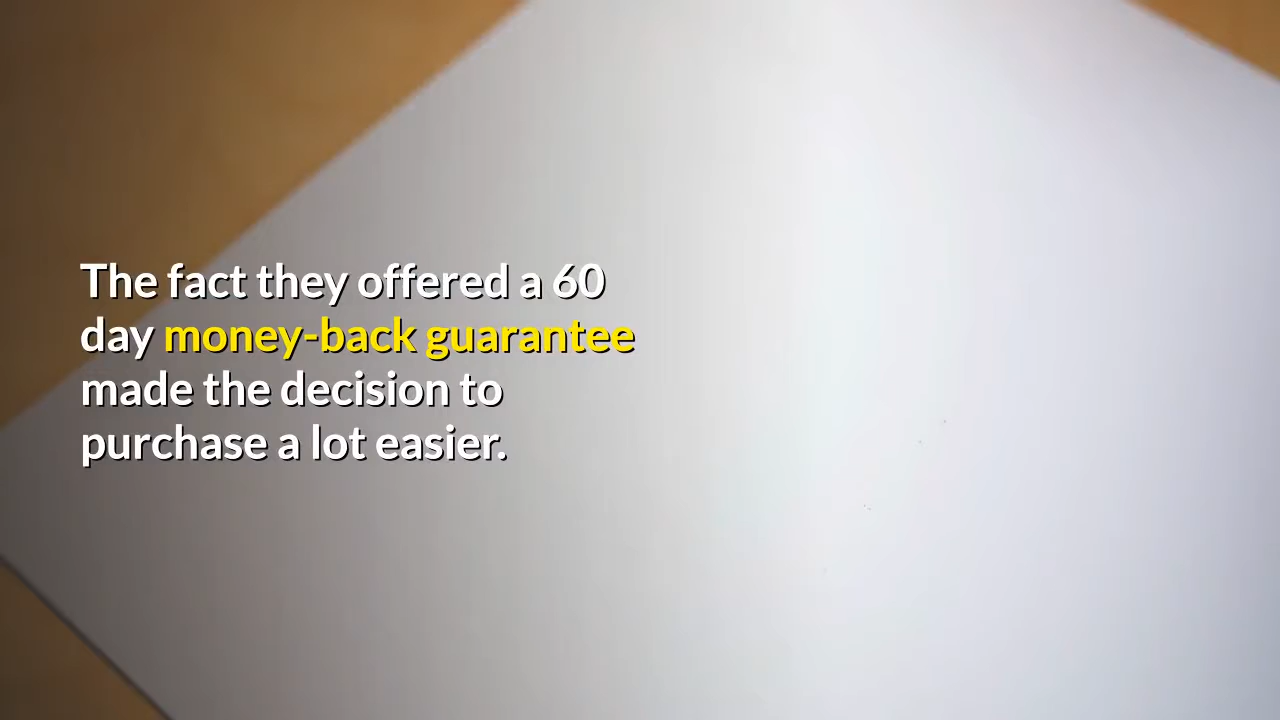 The fact they offered a 60
day money-back guarantee
made the decision to
purchase a lot easier.